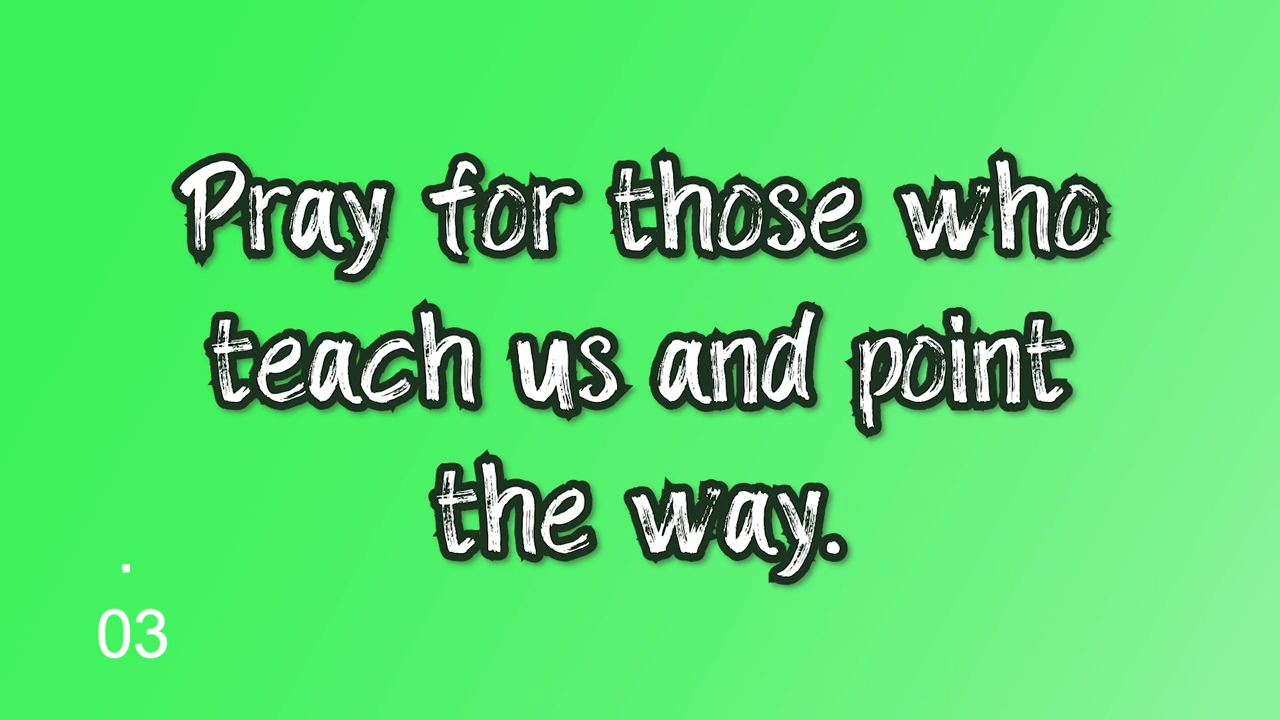 Pray for those who
teach us and point
the way.
.
03